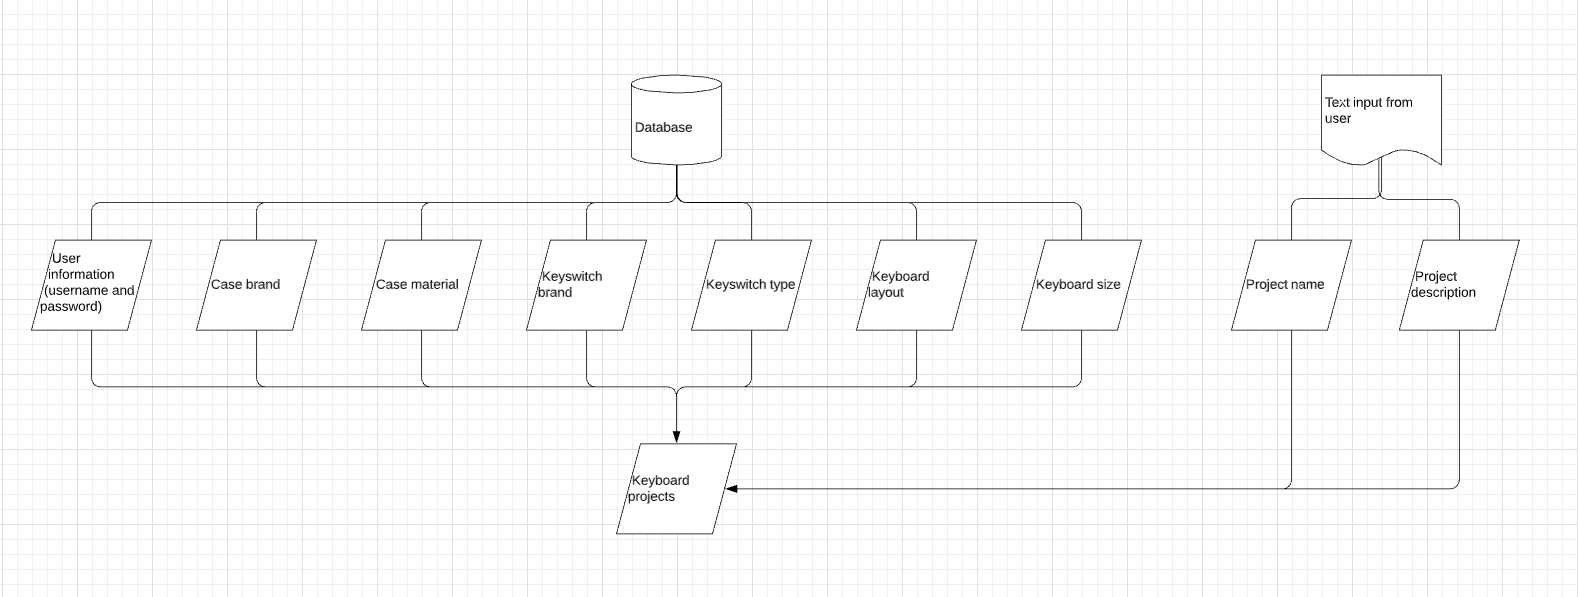 Database
Text input from
user
User
information
(username and
password)
Case brand
Case material
Keyswitch
brand
Keyswitch type
Keyboard
layout
Keyboard size
Project name
Project
description
Keyboard
projects